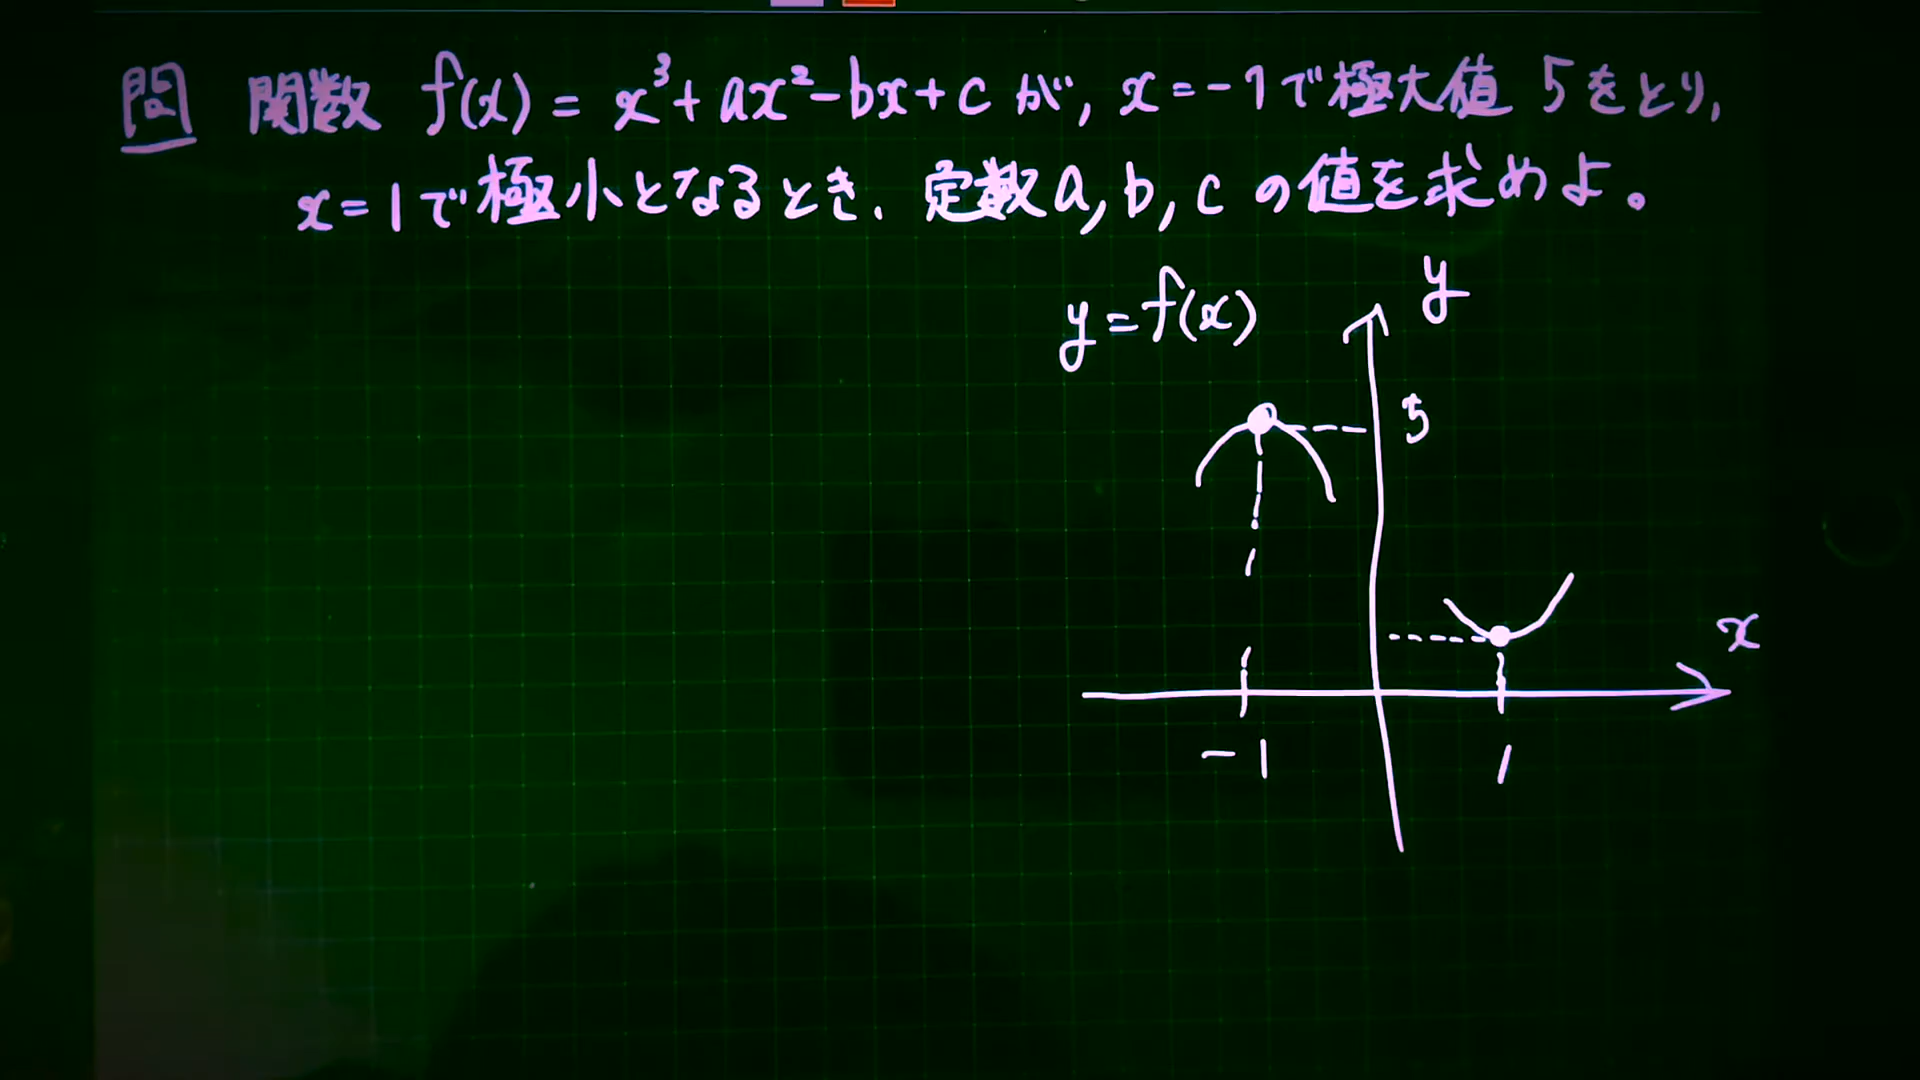 問 関数 f(x) = x³+ax²-bx+c が, x=-1で極大値 5をとり,
x=1で極小となるとき、定数a, b, c の値を求めよ。
y
y=f(x)
5
x
-1
1